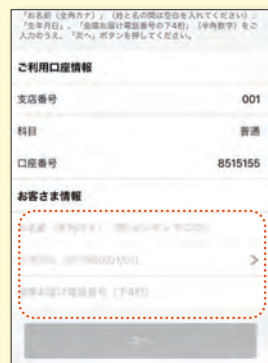 「お名前(全角カナ)」(姓と名の間は空白を入れてください)、
「生年月日」、「金庫お届け電話番号の下4桁」(半角数字)をご
入力のうえ、「次へ」ボタンを押してください。
ご利用口座情報
支店番号 001
科目 普通
口座番号 8515155
お客さま情報
次へ